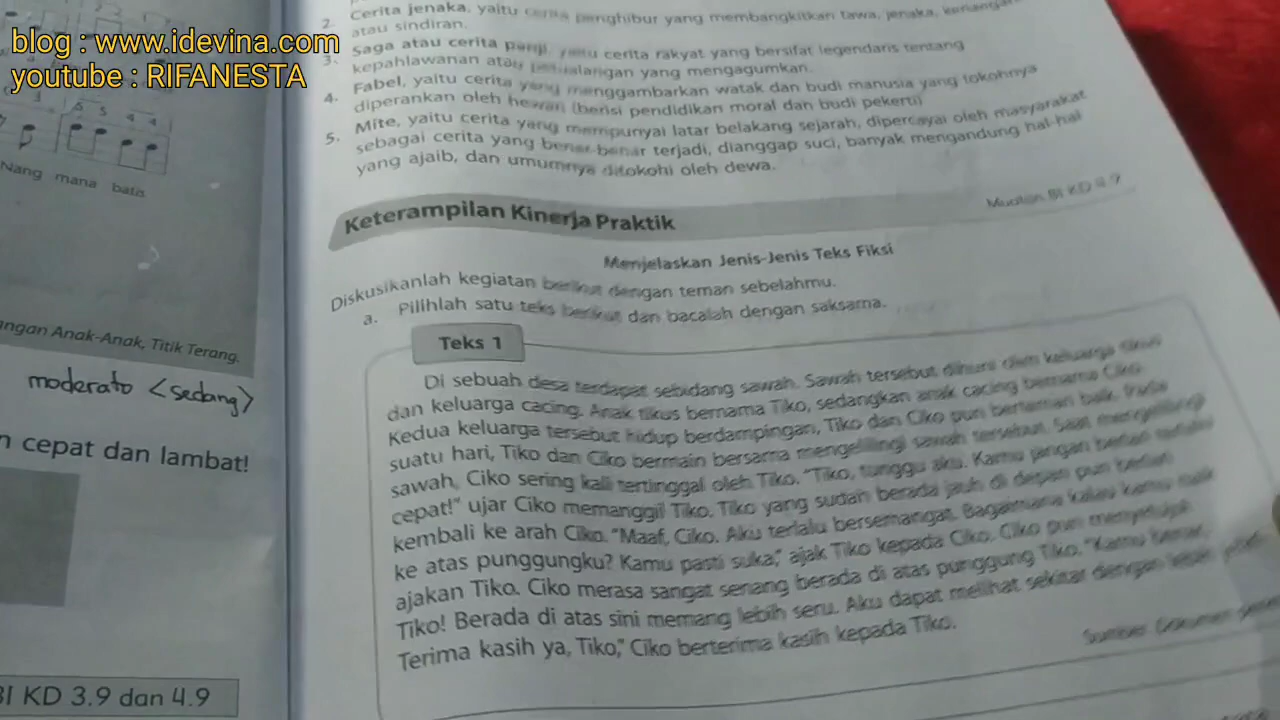 blog : www.idevina.com
youtube : RIFANESTA
3 5 5 4 4
Nang mana bato
ngan Anak-Anak, Titik Terang.
moderato <sedang>
n cepat dan lambat!
BI KD 3.9 dan 4.9
2. Cerita jenaka, yaitu cerita penghibur yang membangkitkan tawa, jenaka,
atau sindiran.
3. Saga atau cerita panji, yaitu cerita rakyat yang bersifat legendaris tentang
kepahlawanan atau petualangan yang mengagumkan.
4. Fabel, yaitu cerita yang menggambarkan watak dan budi manusia yang tokohnya
diperankan oleh hewan (berisi pendidikan moral dan budi pekerti)
5. Mite, yaitu cerita yang mempunyai latar belakang sejarah, dipercayai oleh masyarakat
sebagai cerita yang benar-benar terjadi, dianggap suci, banyak mengandung hal-hal
yang ajaib, dan umumnya ditokohi oleh dewa.
Keterampilan Kinerja Praktik
Muatan BI KD 4.9
Menjelaskan Jenis-Jenis Teks Fiksi
Diskusikanlah kegiatan berikut dengan teman sebelahmu.
a. Pilihlah satu teks berikut dan bacalah dengan saksama.
Teks 1
Di sebuah desa terdapat sebidang sawah. Sawah tersebut dihuni oleh keluarga tikus
dan keluarga cacing. Anak tikus bernama Tiko, sedangkan anak cacing bernama Ciko.
Kedua keluarga tersebut hidup berdampingan, Tiko dan Ciko pun berteman baik. Pada
suatu hari, Tiko dan Ciko bermain bersama mengelilingi sawah tersebut. Saat mengelilingi
sawah, Ciko sering kali tertinggal oleh Tiko. "Tiko, tunggu aku. Kamu jangan berlari terlalu
cepat!" ujar Ciko memanggil Tiko. Tiko yang sudah berada jauh di depan pun berlari
kembali ke arah Ciko. "Maaf, Ciko. Aku terlalu bersemangat. Bagaimana kalau kamu naik
ke atas punggungku? Kamu pasti suka," ajak Tiko kepada Ciko. Ciko pun menyetujui
ajakan Tiko. Ciko merasa sangat senang berada di atas punggung Tiko. "Kamu benar,
Tiko! Berada di atas sini memang lebih seru. Aku dapat melihat sekitar dengan lebih
Terima kasih ya, Tiko," Ciko berterima kasih kepada Tiko.
Sumber: Dokumen